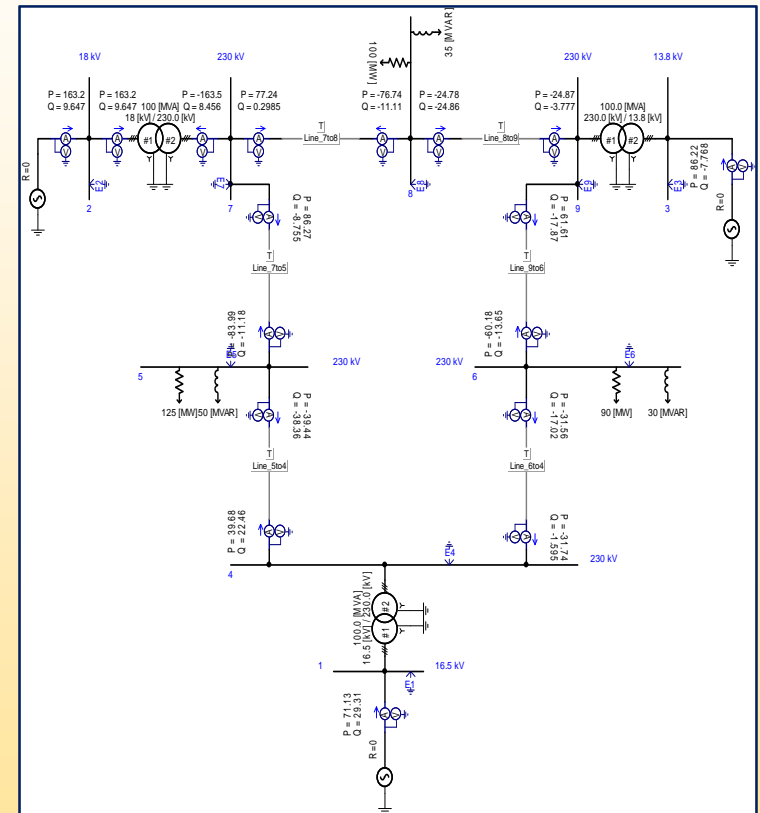 100 [MW]
35 [MVAR]
18 kV
230 kV
230 kV
13.8 kV
P = 163.2
Q = 9.647
P = 163.2
Q = 9.647
P = -163.5
Q = 8.456
P = 77.24
Q = 0.2985
P = -76.74
Q = -11.11
P = -24.78
Q = -24.86
P = -24.87
Q = -3.777
100 [MVA]
18 [kV] / 230.0 [kV]
100.0 [MVA]
230.0 [kV] / 13.8 [kV]
A
V
A
V
#1
#2
A
V
A
V
T
Line_7to8
A
V
A
V
T
Line_8to9
A
V
#1
#2
P = 86.22
Q = -7.768
A
V
R=0
S
E2
2
E7
7
E8
8
E9
9
E3
3
R=0
S
V
A
P = 86.27
Q = -8.755
V
A
P = 61.61
Q = -17.87
T
Line_7to5
T
Line_9to6
P = -83.99
Q = -11.18
A
V
P = -60.18
Q = -13.65
A
V
E5
230 kV
230 kV
E6
5
6
125 [MW]
50 [MVAR]
V
A
P = -39.44
Q = -38.36
V
A
P = -31.56
Q = -17.02
90 [MW]
30 [MVAR]
T
Line_5to4
T
Line_6to4
P = 39.68
Q = 22.46
A
V
V
A
P = -31.74
Q = -1.595
E4
230 kV
4
100.0 [MVA]
16.5 [kV] / 230.0 [kV]
#2
#1
1
16.5 kV
E1
P = 71.13
Q = 29.31
A
V
R=0
S